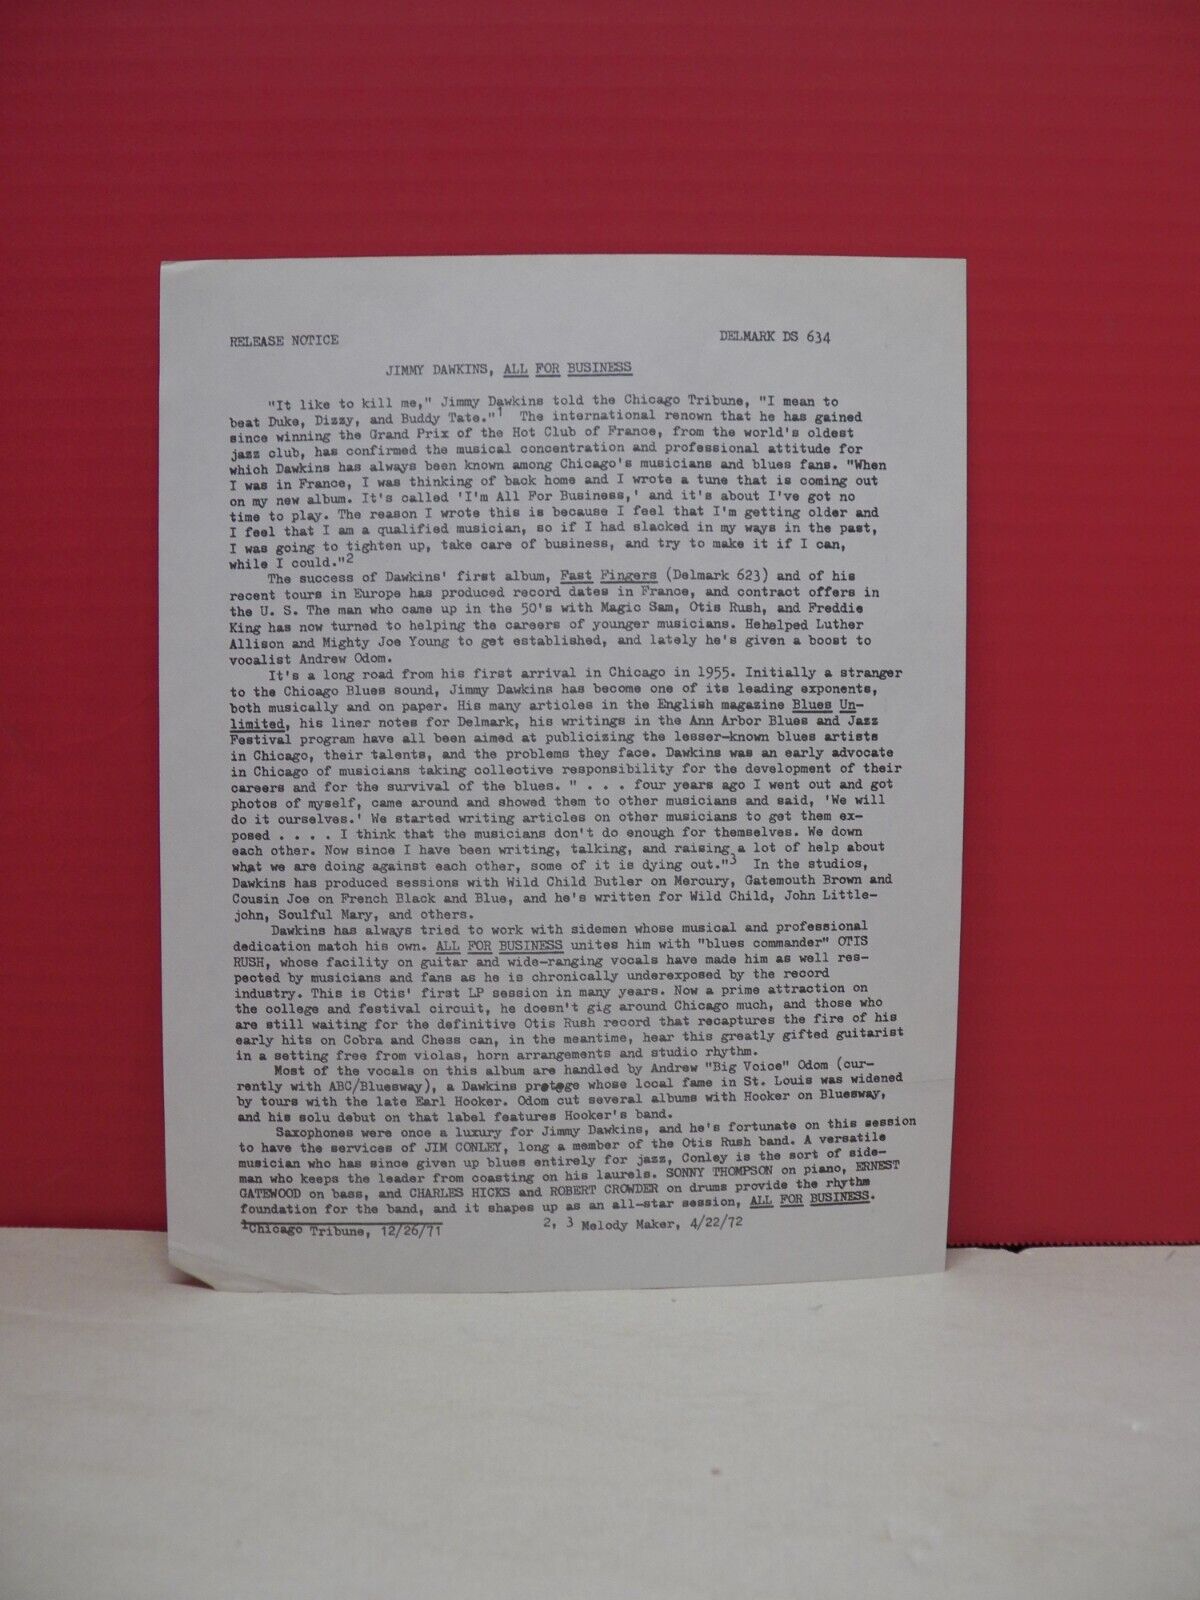 RELEASE NOTICE DELMARK DS 634
JIMMY DAWKINS, ALL FOR BUSINESS
"It like to kill me," Jimmy Dawkins told the Chicago Tribune, "I mean to
beat Duke, Dizzy, and Buddy Tate."1 The international renown that he has gained
since winning the Grand Prix of the Hot Club of France, from the world's oldest
jazz club, has confirmed the musical concentration and professional attitude for
which Dawkins has always been known among Chicago's musicians and blues fans. "When
I was in France, I was thinking of back home and I wrote a tune that is coming out
on my new album. It's called 'I'm All For Business,' and it's about I've got no
time to play. The reason I wrote this is because I feel that I'm getting older and
I feel that I am a qualified musician, so if I had slacked in my ways in the past,
I was going to tighten up, take care of business, and try to make it if I can,
while I could."2
The success of Dawkins' first album, Fast Fingers (Delmark 623) and of his
recent tours in Europe has produced record dates in France, and contract offers in
the U. S. The man who came up in the 50's with Magic Sam, Otis Rush, and Freddie
King has now turned to helping the careers of younger musicians. Hehelped Luther
Allison and Mighty Joe Young to get established, and lately he's given a boost to
vocalist Andrew Odom.
It's a long road from his first arrival in Chicago in 1955. Initially a stranger
to the Chicago Blues sound, Jimmy Dawkins has become one of its leading exponents,
both musically and on paper. His many articles in the English magazine Blues Un-
limited, his liner notes for Delmark, his writings in the Ann Arbor Blues and Jazz
Festival program have all been aimed at publicizing the lesser-known blues artists
in Chicago, their talents, and the problems they face. Dawkins was an early advocate
in Chicago of musicians taking collective responsibility for the development of their
careers and for the survival of the blues. " . . . four years ago I went out and got
photos of myself, came around and showed them to other musicians and said, 'We will
do it ourselves.' We started writing articles on other musicians to get them ex-
posed . . . . I think that the musicians don't do enough for themselves. We down
each other. Now since I have been writing, talking, and raising a lot of help about
what we are doing against each other, some of it is dying out."3 In the studios,
Dawkins has produced sessions with Wild Child Butler on Mercury, Gatemouth Brown and
Cousin Joe on French Black and Blue, and he's written for Wild Child, John Little-
john, Soulful Mary, and others.
Dawkins has always tried to work with sidemen whose musical and professional
dedication match his own. ALL FOR BUSINESS unites him with "blues commander" OTIS
RUSH, whose facility on guitar and wide-ranging vocals have made him as well res-
pected by musicians and fans as he is chronically underexposed by the record
industry. This is Otis' first LP session in many years. Now a prime attraction on
the college and festival circuit, he doesn't gig around Chicago much, and those who
are still waiting for the definitive Otis Rush record that recaptures the fire of his
early hits on Cobra and Chess can, in the meantime, hear this greatly gifted guitarist
in a setting free from violas, horn arrangements and studio rhythm.
Most of the vocals on this album are handled by Andrew "Big Voice" Odom (cur-
rently with ABC/Bluesway), a Dawkins protege whose local fame in St. Louis was widened
by tours with the late Earl Hooker. Odom cut several albums with Hooker on Bluesway,
and his solu debut on that label features Hooker's band.
Saxophones were once a luxury for Jimmy Dawkins, and he's fortunate on this session
to have the services of JIM CONLEY, long a member of the Otis Rush band. A versatile
musician who has since given up blues entirely for jazz, Conley is the sort of side-
man who keeps the leader from coasting on his laurels. SONNY THOMPSON on piano, ERNEST
GATEWOOD on bass, and CHARLES HICKS and ROBERT CROWDER on drums provide the rhythm
foundation for the band, and it shapes up as an all-star session, ALL FOR BUSINESS.
1Chicago Tribune, 12/26/71 2, 3 Melody Maker, 4/22/72